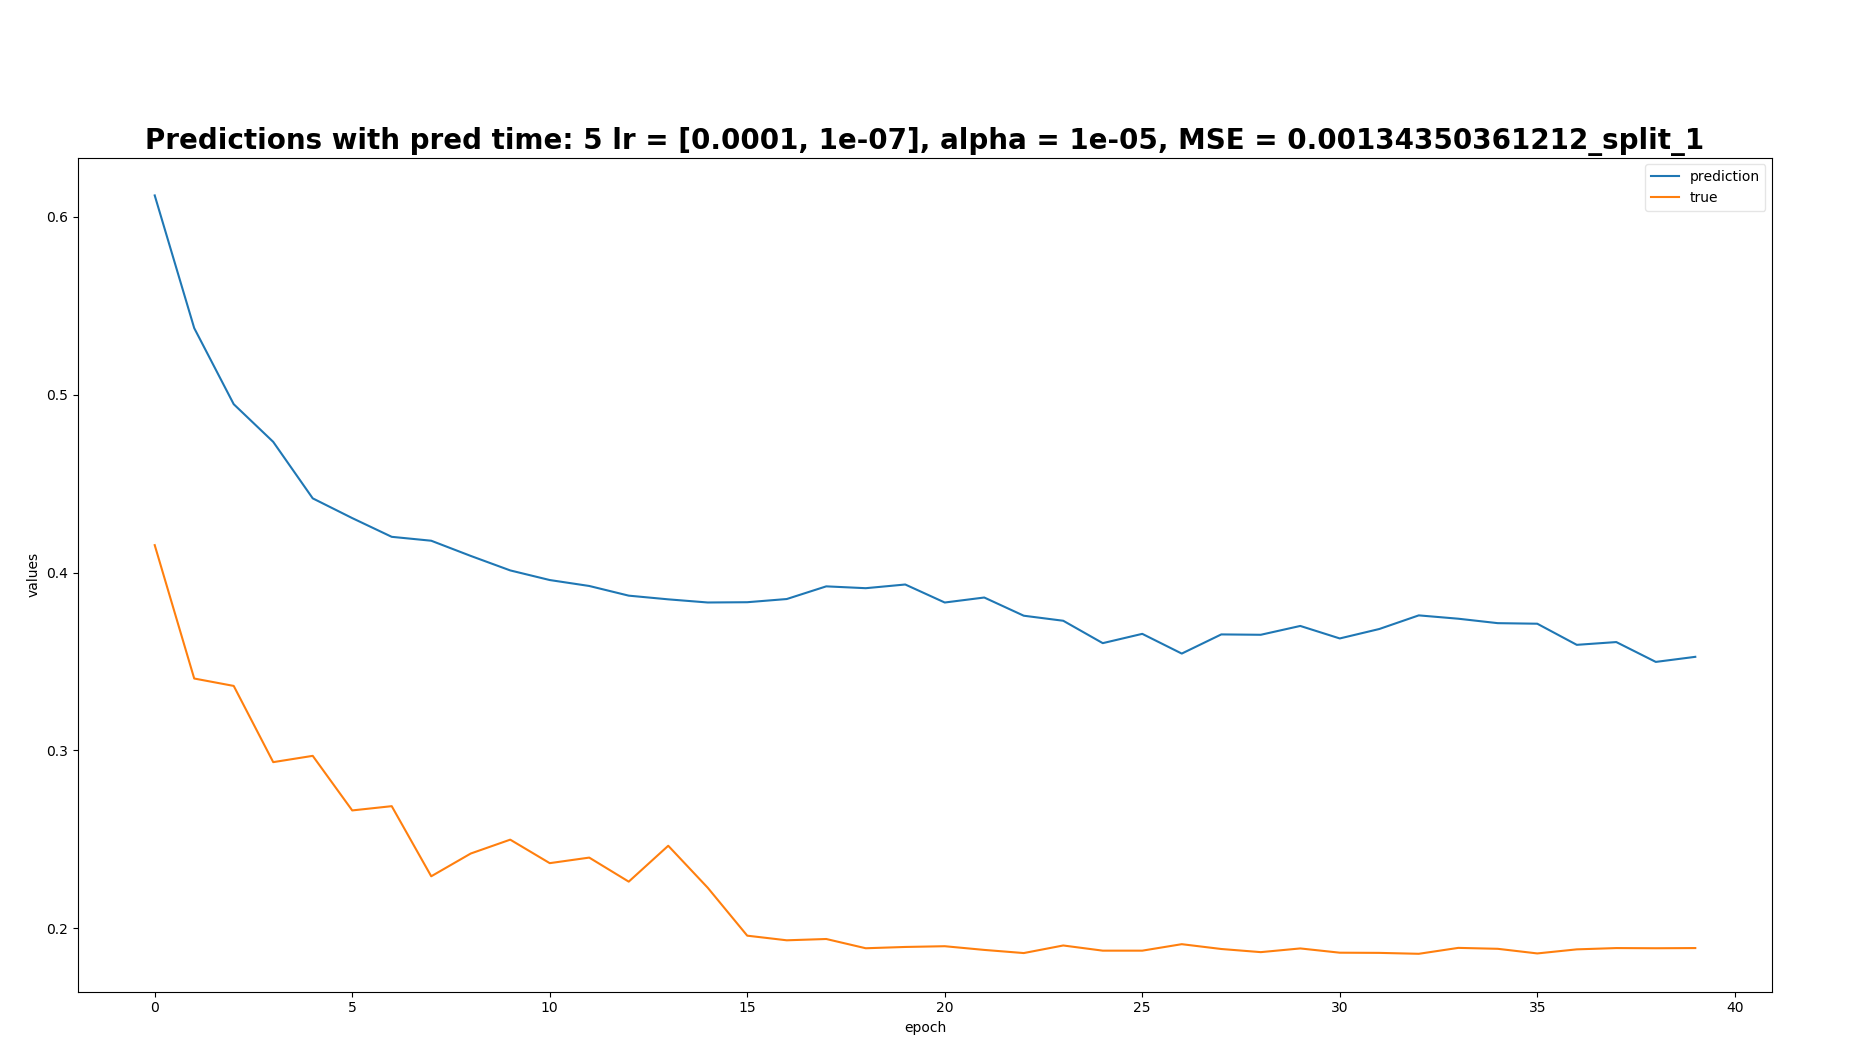 Predictions with pred time: 5 lr = [0.0001, 1e-07], alpha = 1e-05, MSE = 0.00134350361212_split_1
prediction
true
0.6
0.5
0.4
0.3
0.2
values
0 5 10 15 20 25 30 35 40
epoch